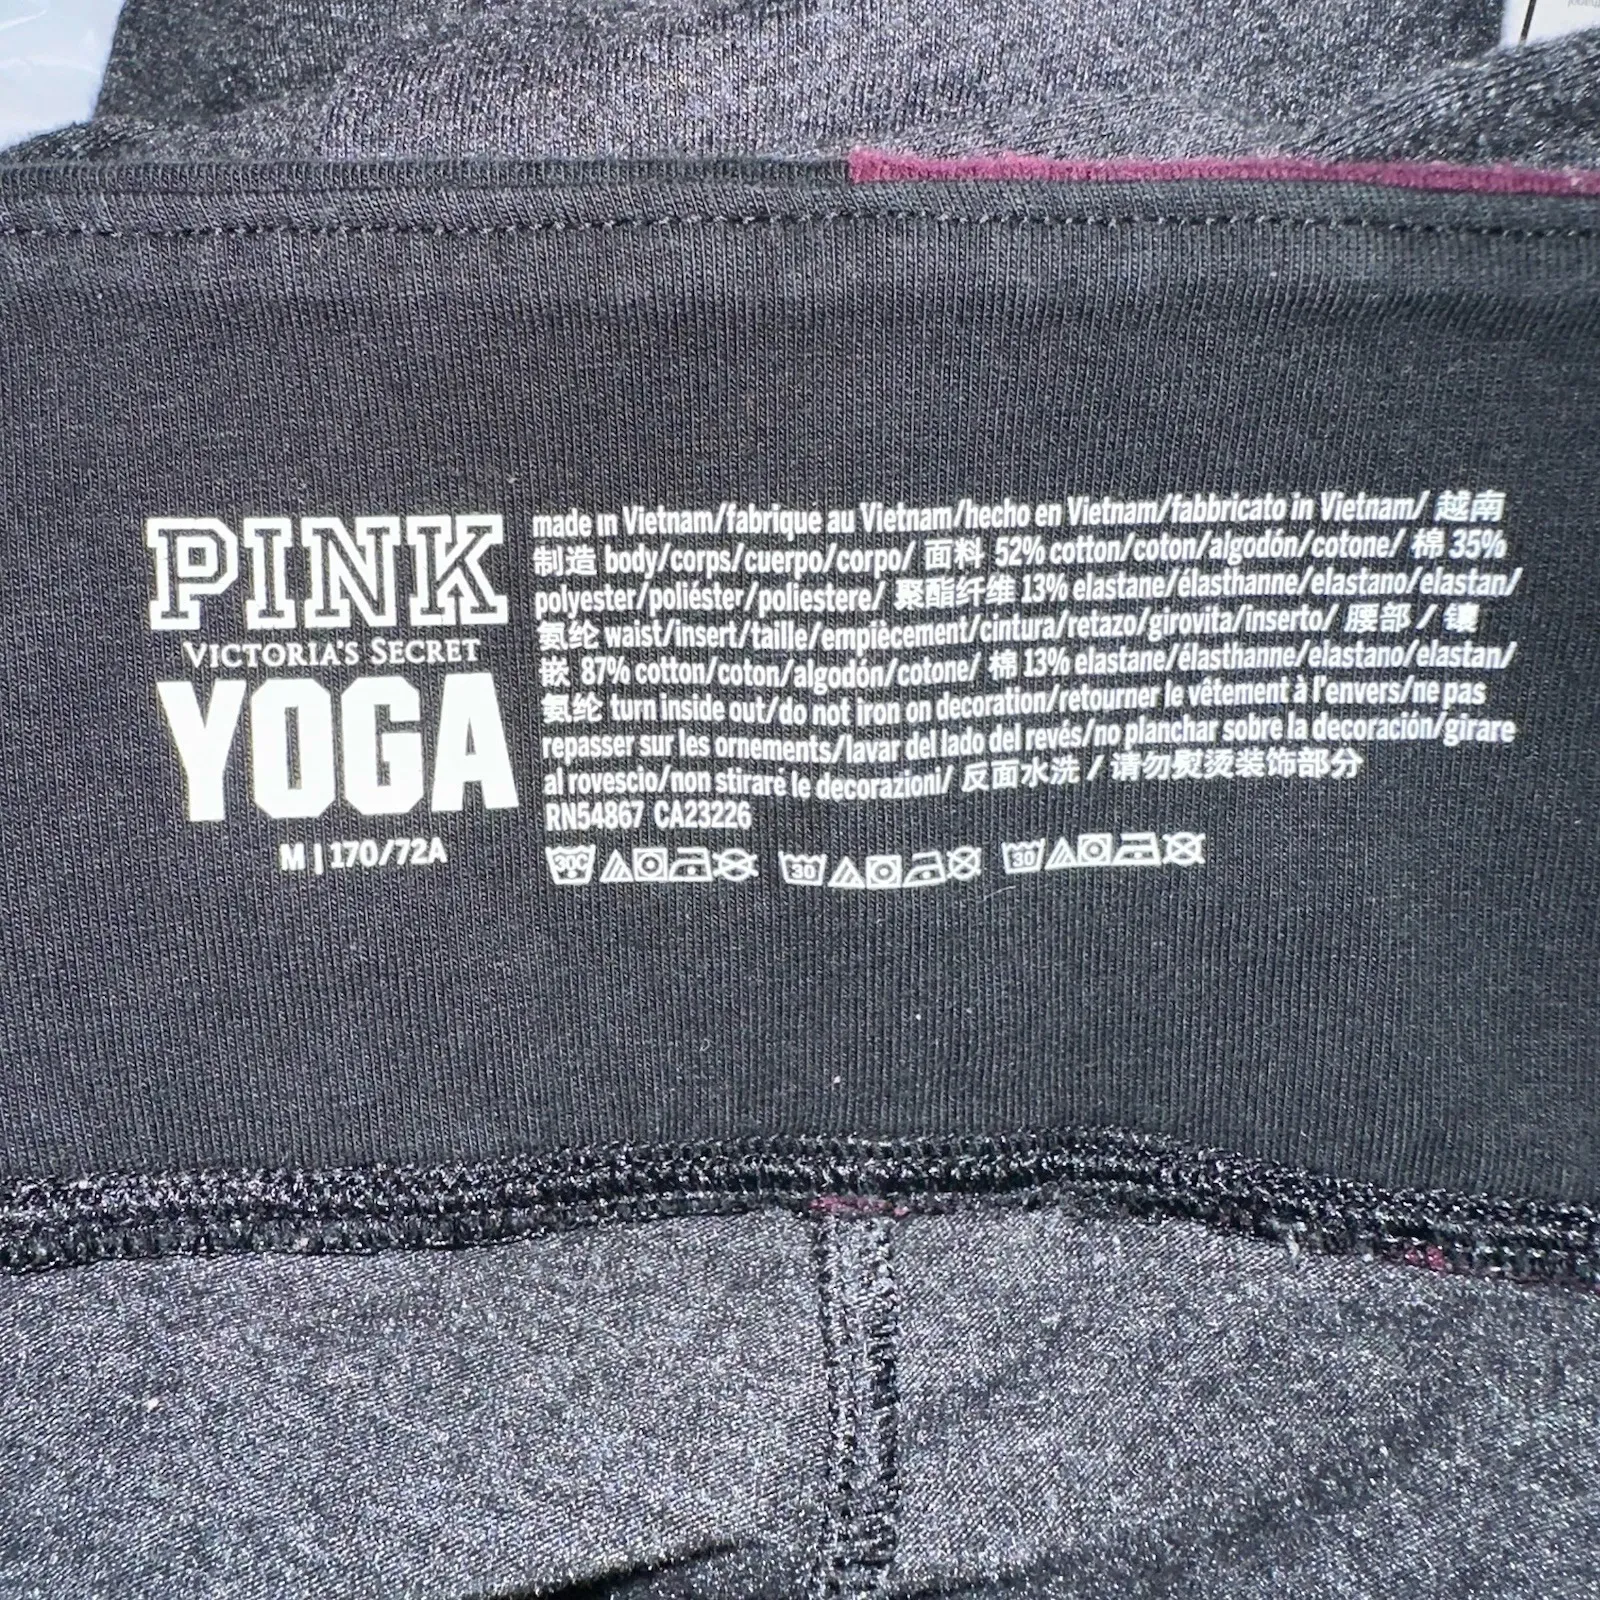 PINK
VICTORIA'S SECRET
YOGA
M | 170/72A
made in Vietnam/fabrique au Vietnam/hecho en Vietnam/fabbricato in Vietnam/ 越南
制造 body/corps/cuerpo/corpo/ 面料 52% cotton/coton/algodón/cotone/ 棉 35%
polyester/poliéster/poliestere/ 聚酯纤维 13% elastane/élasthanne/elastano/elastan/
氨纶 waist/insert/taille/empiècement/cintura/retazo/girovita/inserto/ 腰部 / 镶
嵌 87% cotton/coton/algodón/cotone/ 棉 13% elastane/élasthanne/elastano/elastan/
氨纶 turn inside out/do not iron on decoration/retourner le vêtement à l'envers/ne pas
repasser sur les ornements/lavar del lado del revés/no planchar sobre la decoración/girare
al rovescio/non stirare le decorazioni/ 反面水洗 / 请勿熨烫装饰部分
RN54867 CA23226
30C 30 30